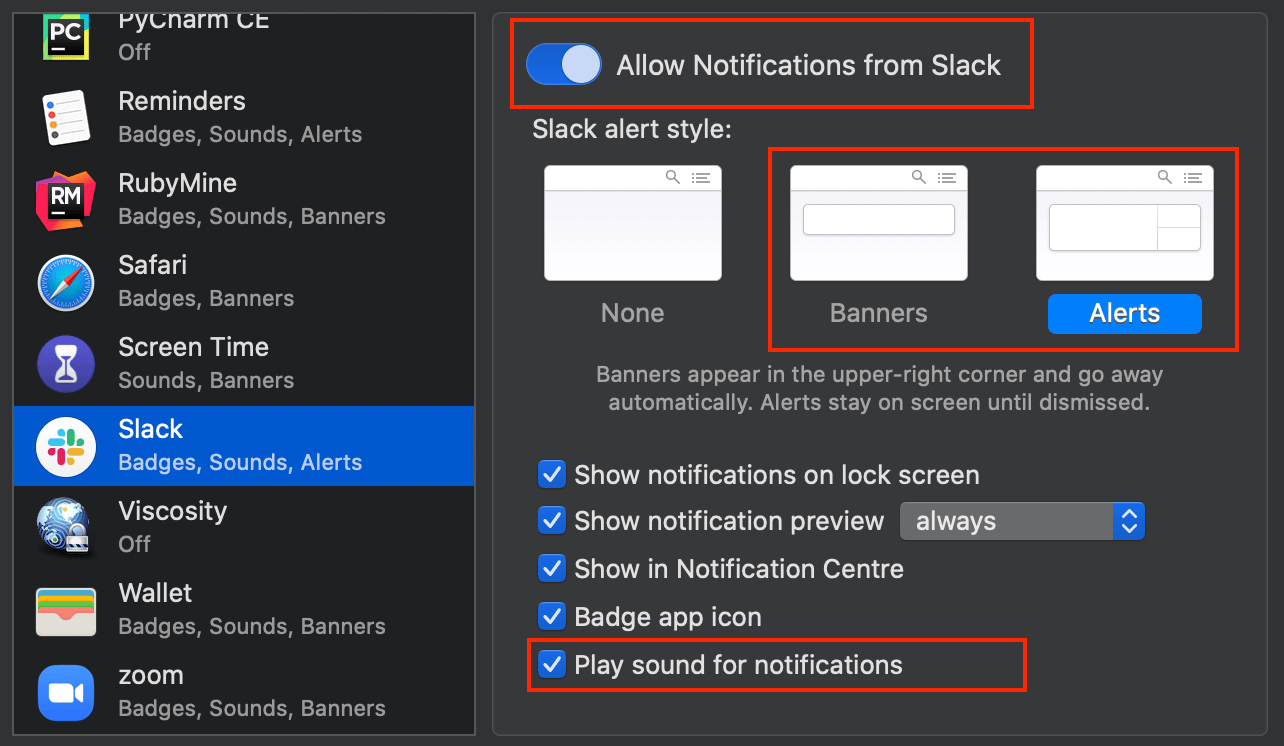 PC
PyCharm CE
Off
Reminders
Badges, Sounds, Alerts
RM
RubyMine
Badges, Sounds, Banners
Safari
Badges, Banners
Screen Time
Sounds, Banners
Slack
Badges, Sounds, Alerts
Viscosity
Off
Wallet
Badges, Sounds, Banners
zoom
Badges, Sounds, Banners
Allow Notifications from Slack
Slack alert style:
None
Banners
Alerts
Banners appear in the upper-right corner and go away
automatically. Alerts stay on screen until dismissed.
Show notifications on lock screen
Show notification preview always
Show in Notification Centre
Badge app icon
Play sound for notifications